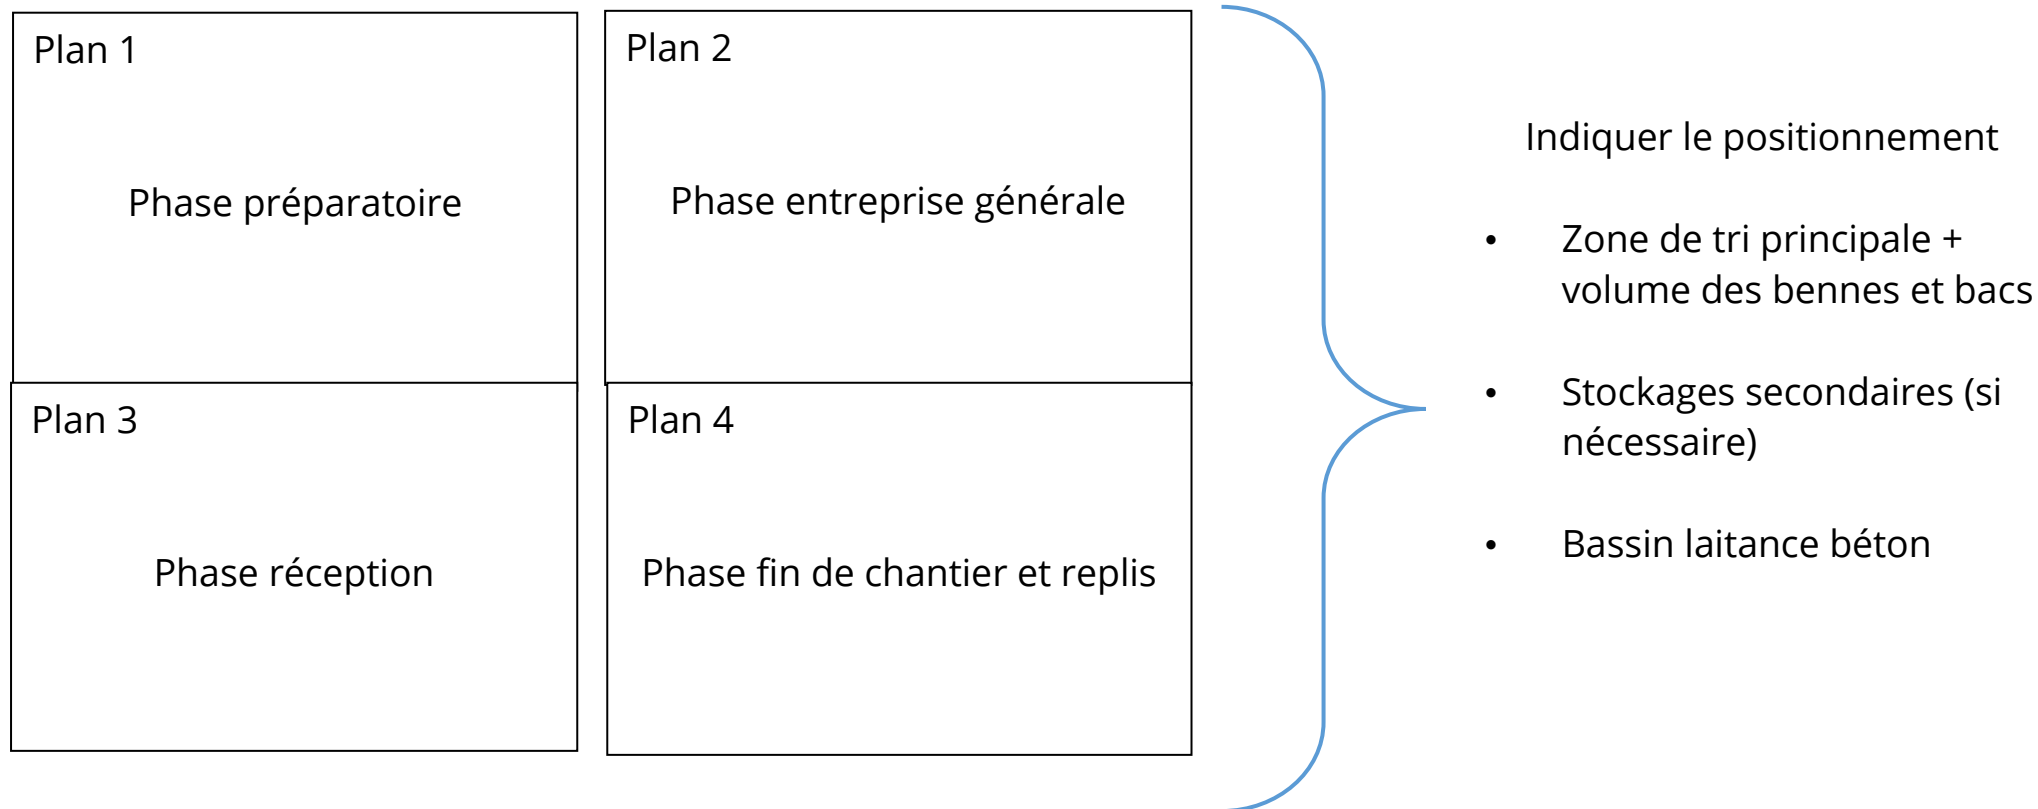 Plan 1
Phase préparatoire
Plan 2
Phase entreprise générale
Plan 3
Phase réception
Plan 4
Phase fin de chantier et replis
Indiquer le positionnement
• Zone de tri principale +
volume des bennes et bacs
• Stockages secondaires (si
nécessaire)
• Bassin laitance béton